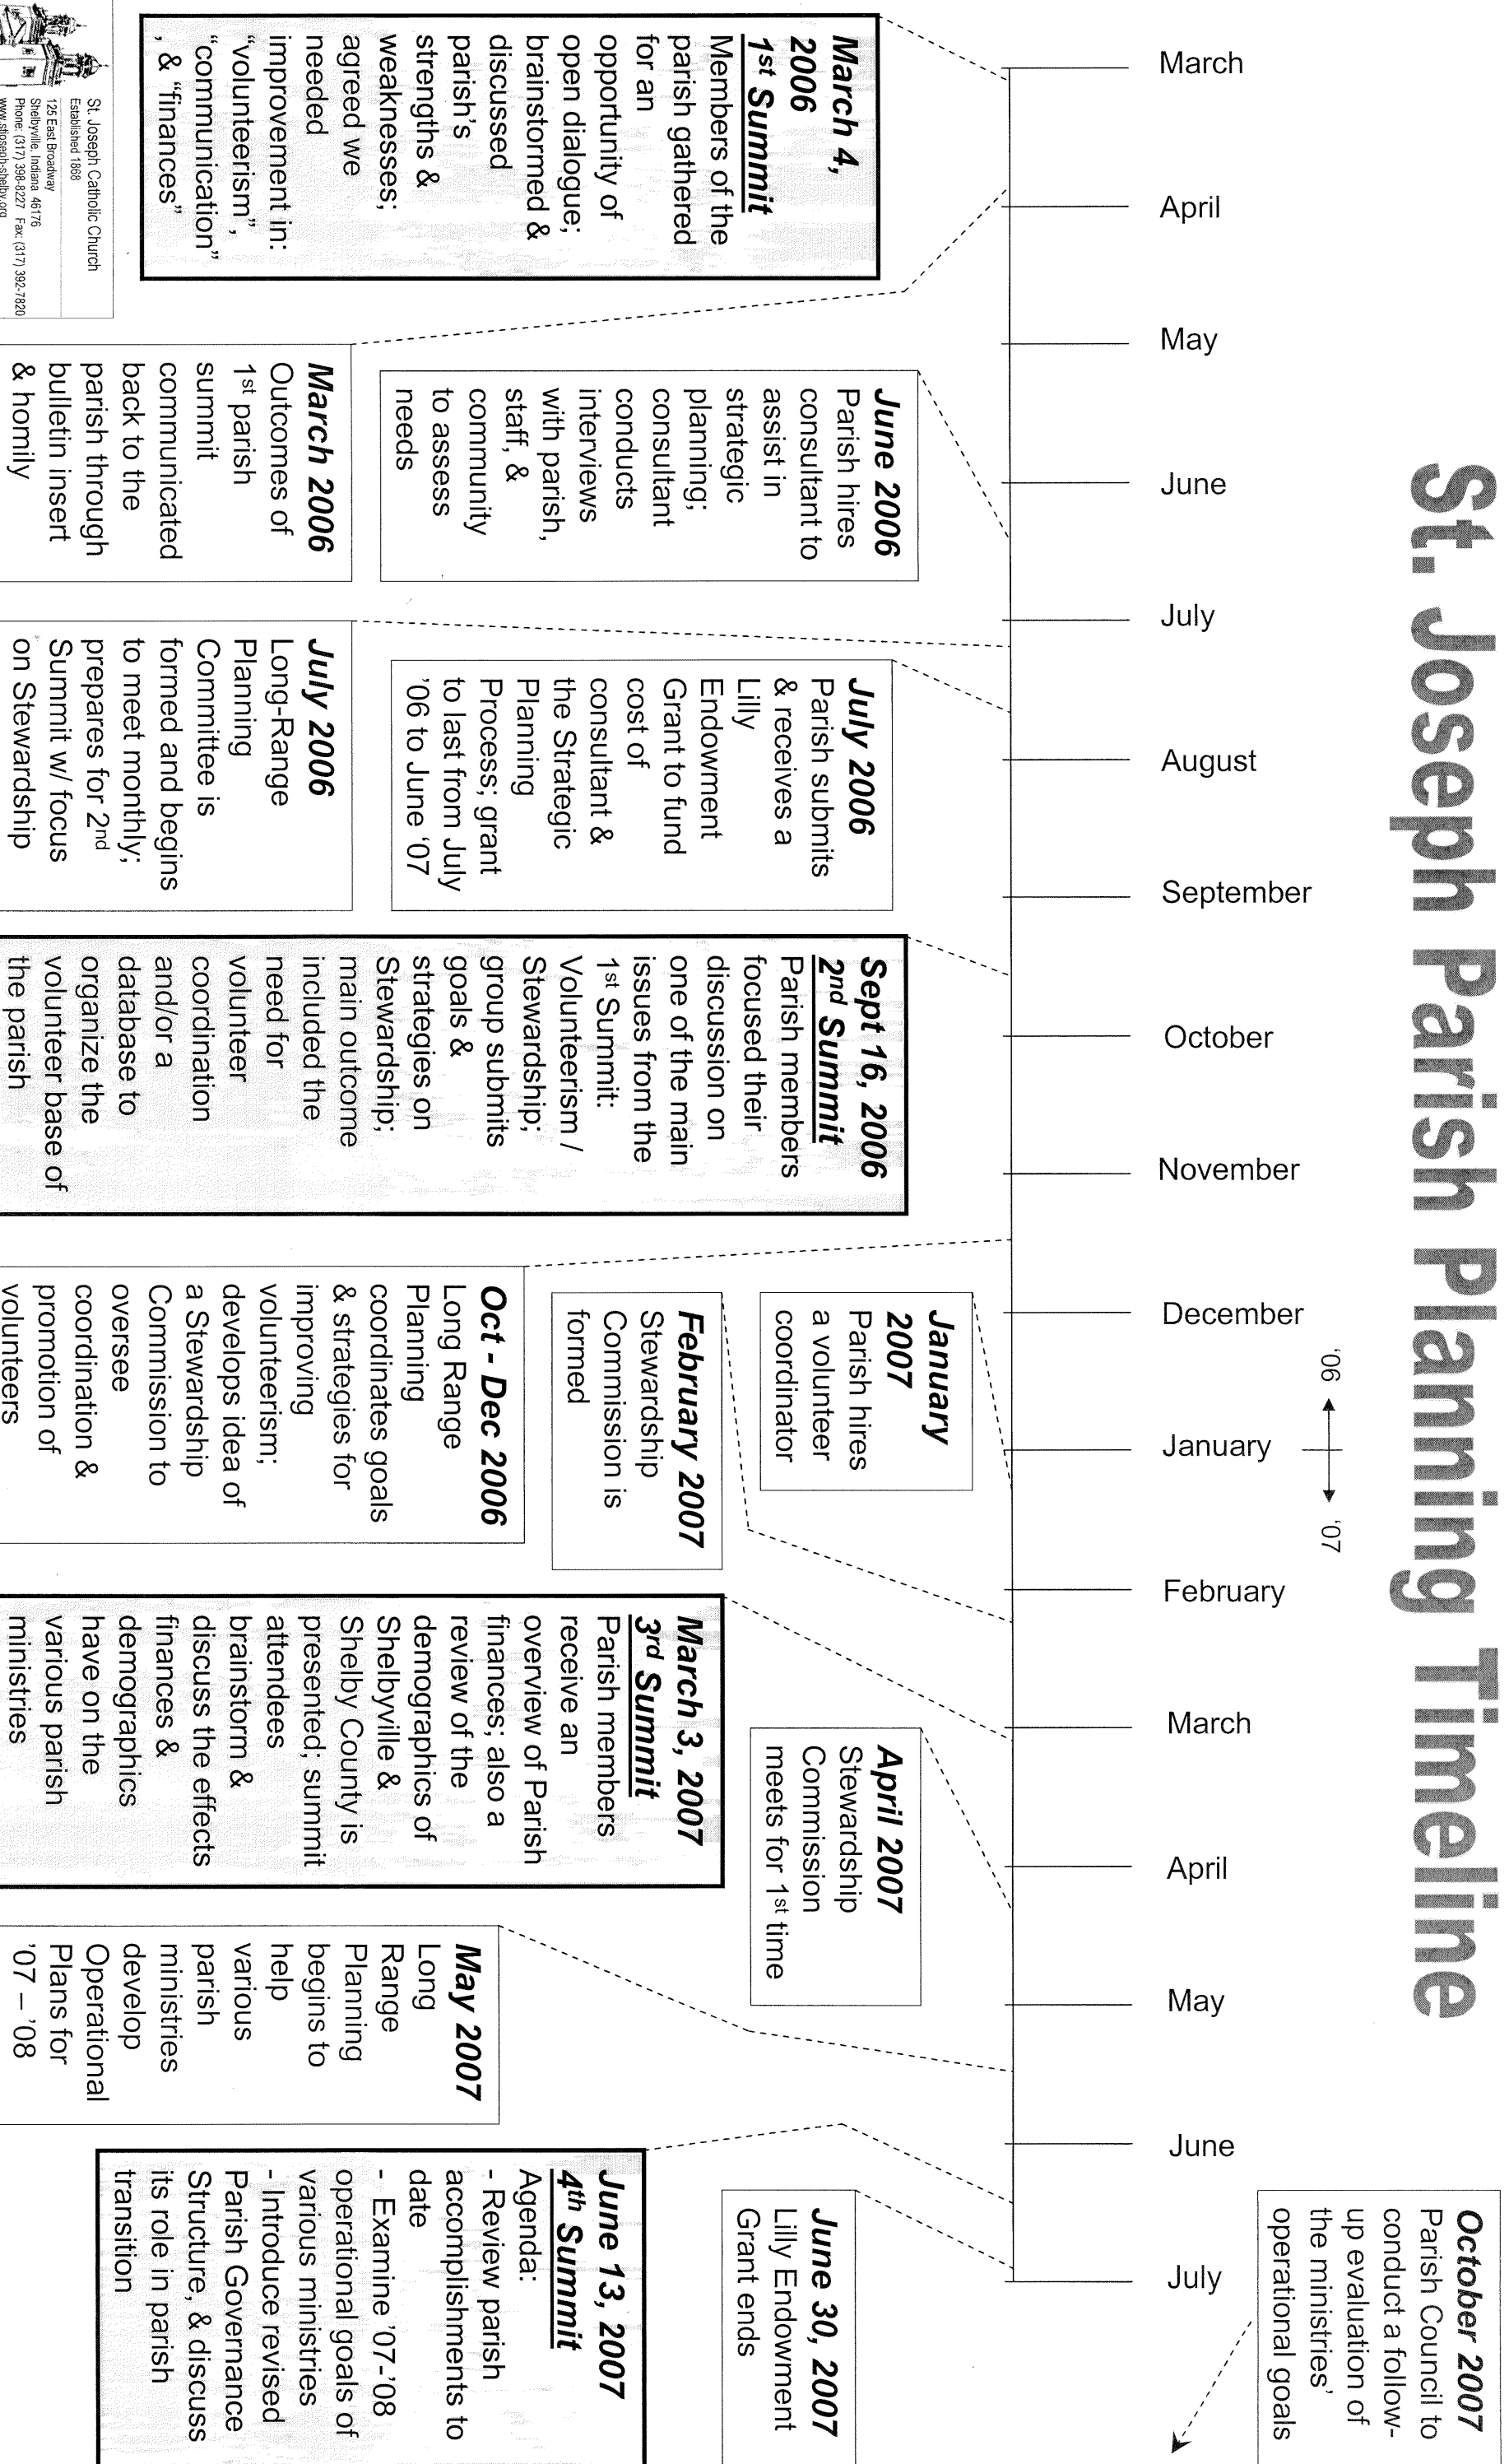 St. Joseph Parish Planning Timeline
'06
'07
March
April
May
June
July
August
September
October
November
December
January
February
March
April
May
June
July
October 2007
Parish Council to
conduct a follow-
up evaluation of
the ministries'
operational goals
March 4,
2006
1st Summit
Members of the
parish gathered
for an
opportunity of
open dialogue;
brainstormed &
discussed
parish's
strengths &
weaknesses;
agreed we
needed
improvement in:
"volunteerism",
"communication"
, & "finances"
March 2006
Outcomes of
1st parish
summit
communicated
back to the
parish through
bulletin insert
& homily
June 2006
Parish hires
consultant to
assist in
strategic
planning;
consultant
conducts
interviews
with parish,
staff, &
community
to assess
needs
July 2006
Long-Range
Planning
Committee is
formed and begins
to meet monthly;
prepares for 2nd
Summit w/ focus
on Stewardship
July 2006
Parish submits
& receives a
Lilly
Endowment
Grant to fund
cost of
consultant &
the Strategic
Planning
Process; grant
to last from July
'06 to June '07
Sept 16, 2006
2nd Summit
Parish members
focused their
discussion on
one of the main
issues from the
1st Summit:
Volunteerism /
Stewardship;
group submits
goals &
strategies on
Stewardship;
main outcome
included the
need for
volunteer
coordination
and/or a
database to
organize the
volunteer base of
the parish
Oct - Dec 2006
Long Range
Planning
coordinates goals
& strategies for
improving
volunteerism;
develops idea of
a Stewardship
Commission to
oversee
coordination &
promotion of
volunteers
January
2007
Parish hires
a volunteer
coordinator
February 2007
Stewardship
Commission is
formed
March 3, 2007
3rd Summit
Parish members
receive an
overview of Parish
finances; also a
review of the
demographics of
Shelbyville &
Shelby County is
presented; summit
attendees
brainstorm &
discuss the effects
finances &
demographics
have on the
various parish
ministries
April 2007
Stewardship
Commission
meets for 1st time
May 2007
Long
Range
Planning
begins to
help
various
parish
ministries
develop
Operational
Plans for
'07 – '08
June 13, 2007
4th Summit
Agenda:
- Review parish
accomplishments to
date
- Examine '07-'08
operational goals of
various ministries
- Introduce revised
Parish Governance
Structure, & discuss
its role in parish
transition
June 30, 2007
Lilly Endowment
Grant ends
St. Joseph Catholic Church
Established 1868
125 East Broadway
Shelbyville, Indiana 46176
Phone: (317) 398-8227 Fax: (317) 392-7820
www.stjoseph-shelby.org